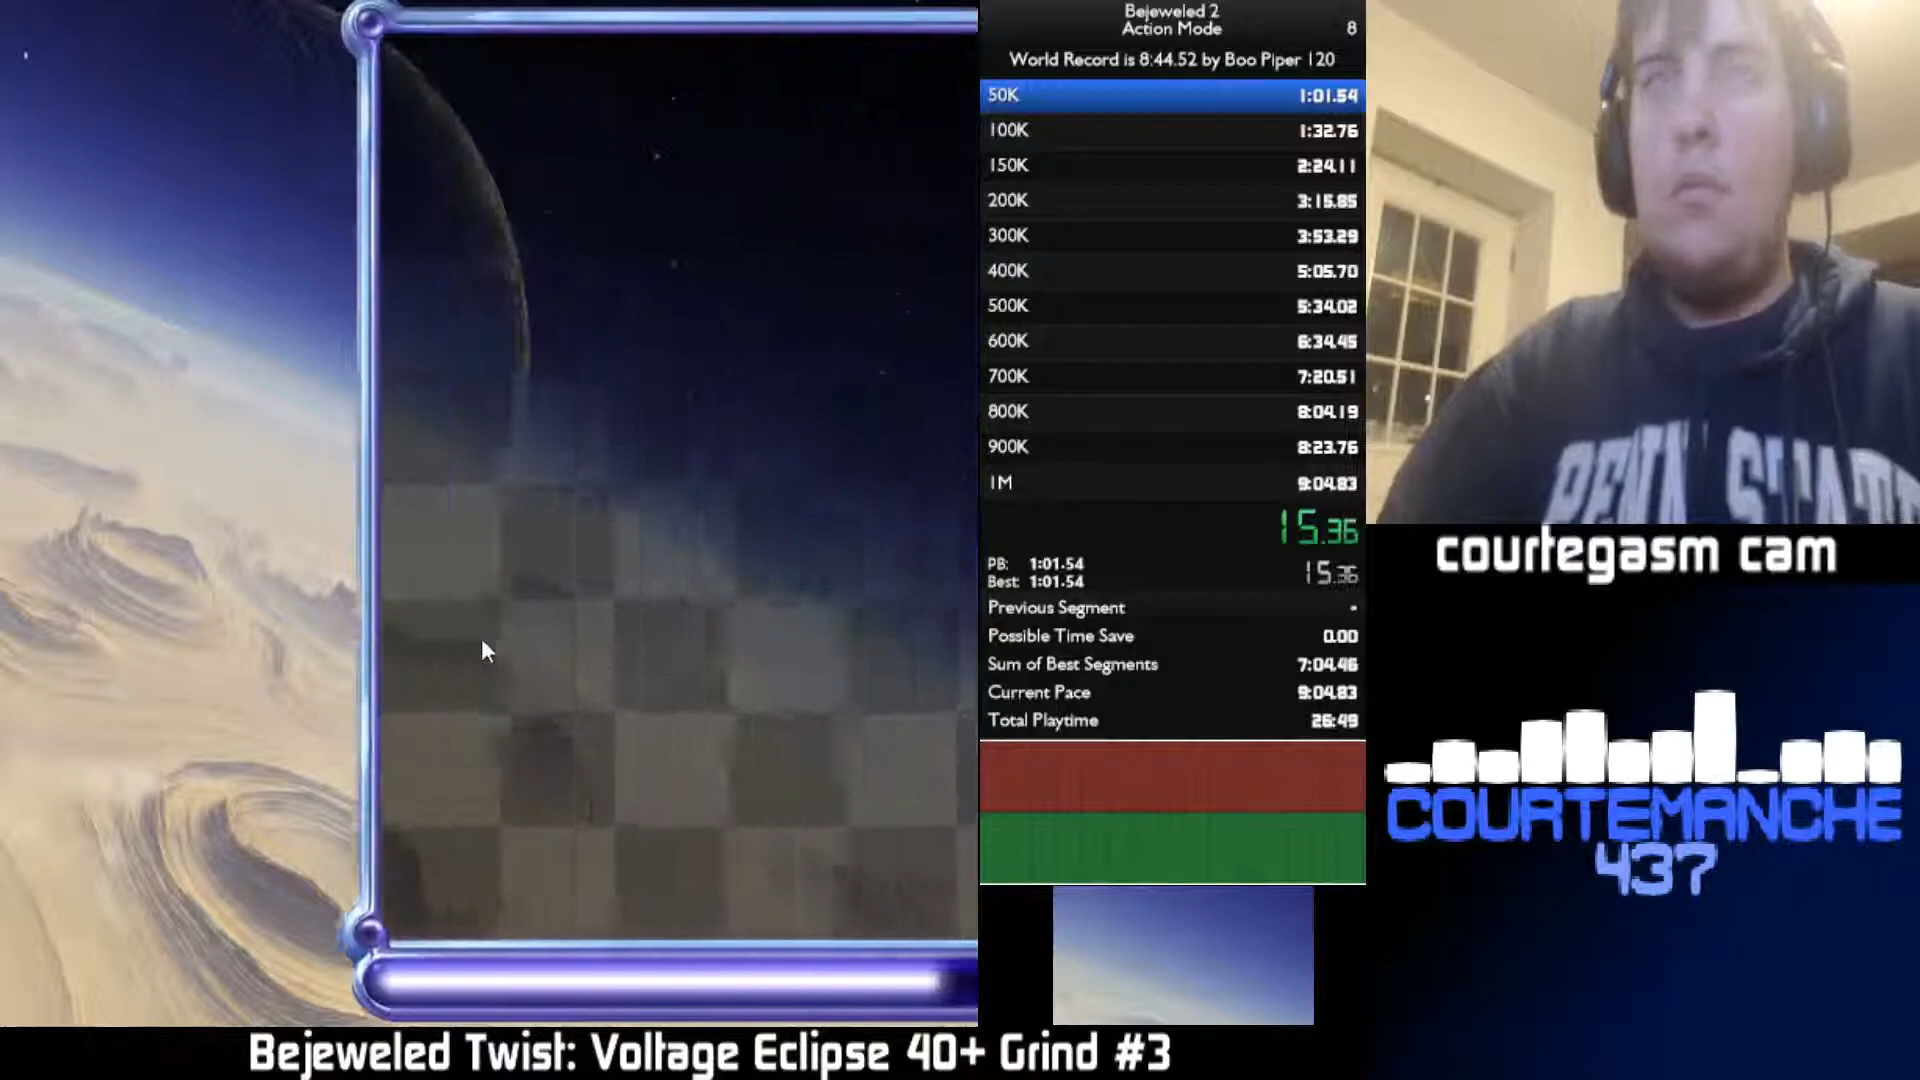 Bejeweled 2
Action Mode
8
World Record is 8:44.52 by Boo Piper 120
50K 1:01.54
100K 1:32.76
150K 2:24.11
200K 3:15.85
300K 3:53.29
400K 5:05.70
500K 5:34.02
600K 6:34.45
700K 7:20.51
800K 8:04.19
900K 8:23.76
1M 9:04.83
15.36
PB: 1:01.54
Best: 1:01.54
15.36
Previous Segment -
Possible Time Save 0.00
Sum of Best Segments 7:04.46
Current Pace 9:04.83
Total Playtime 26:49
PENN STATE
courtegasm cam
COURTEMANCHE
437
Bejeweled Twist: Voltage Eclipse 40+ Grind #3